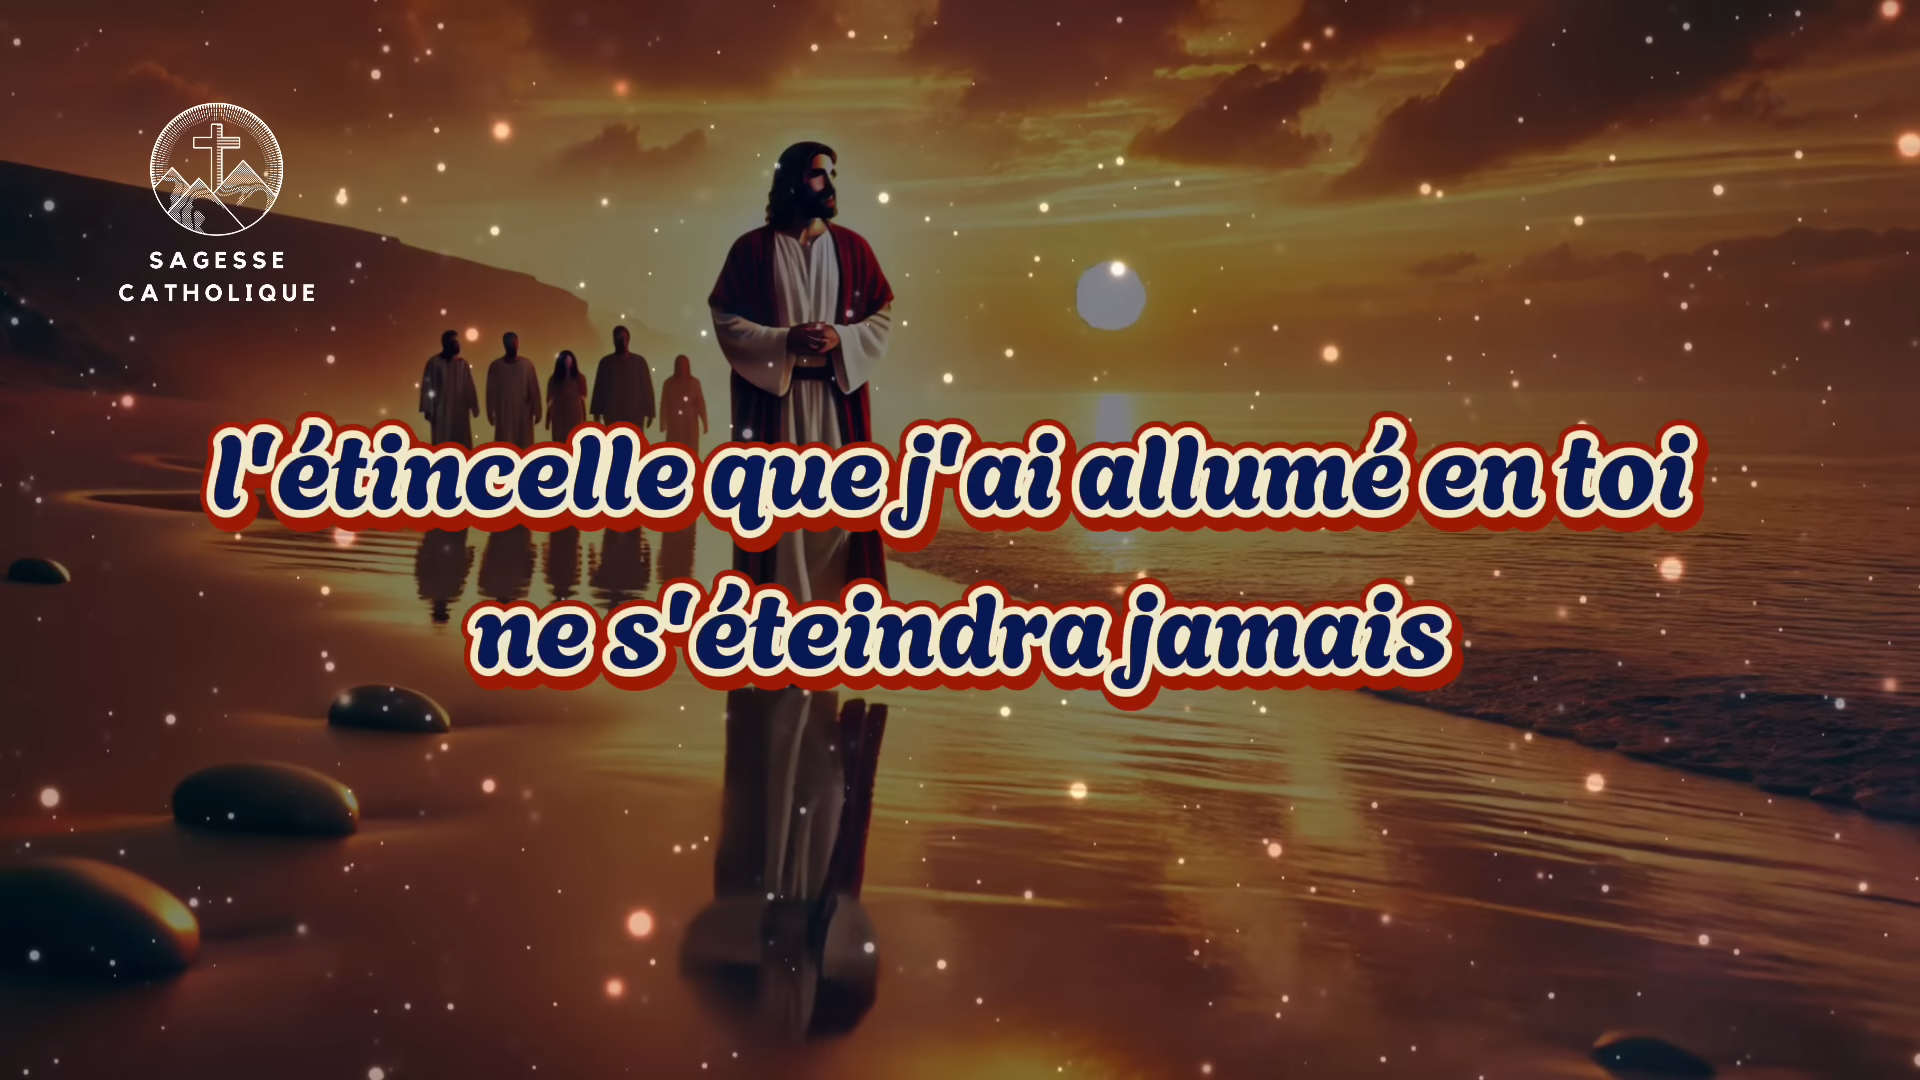 SAGESSE
CATHOLIQUE
l'étincelle que j'ai allumé en toi
ne s'éteindra jamais